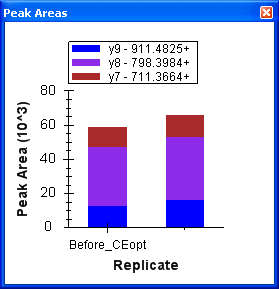 Peak Areas
y9 - 911.4825+
y8 - 798.3984+
y7 - 711.3664+
80
60
40
20
0
Peak Area (10^3)
Before_CEopt
Replicate